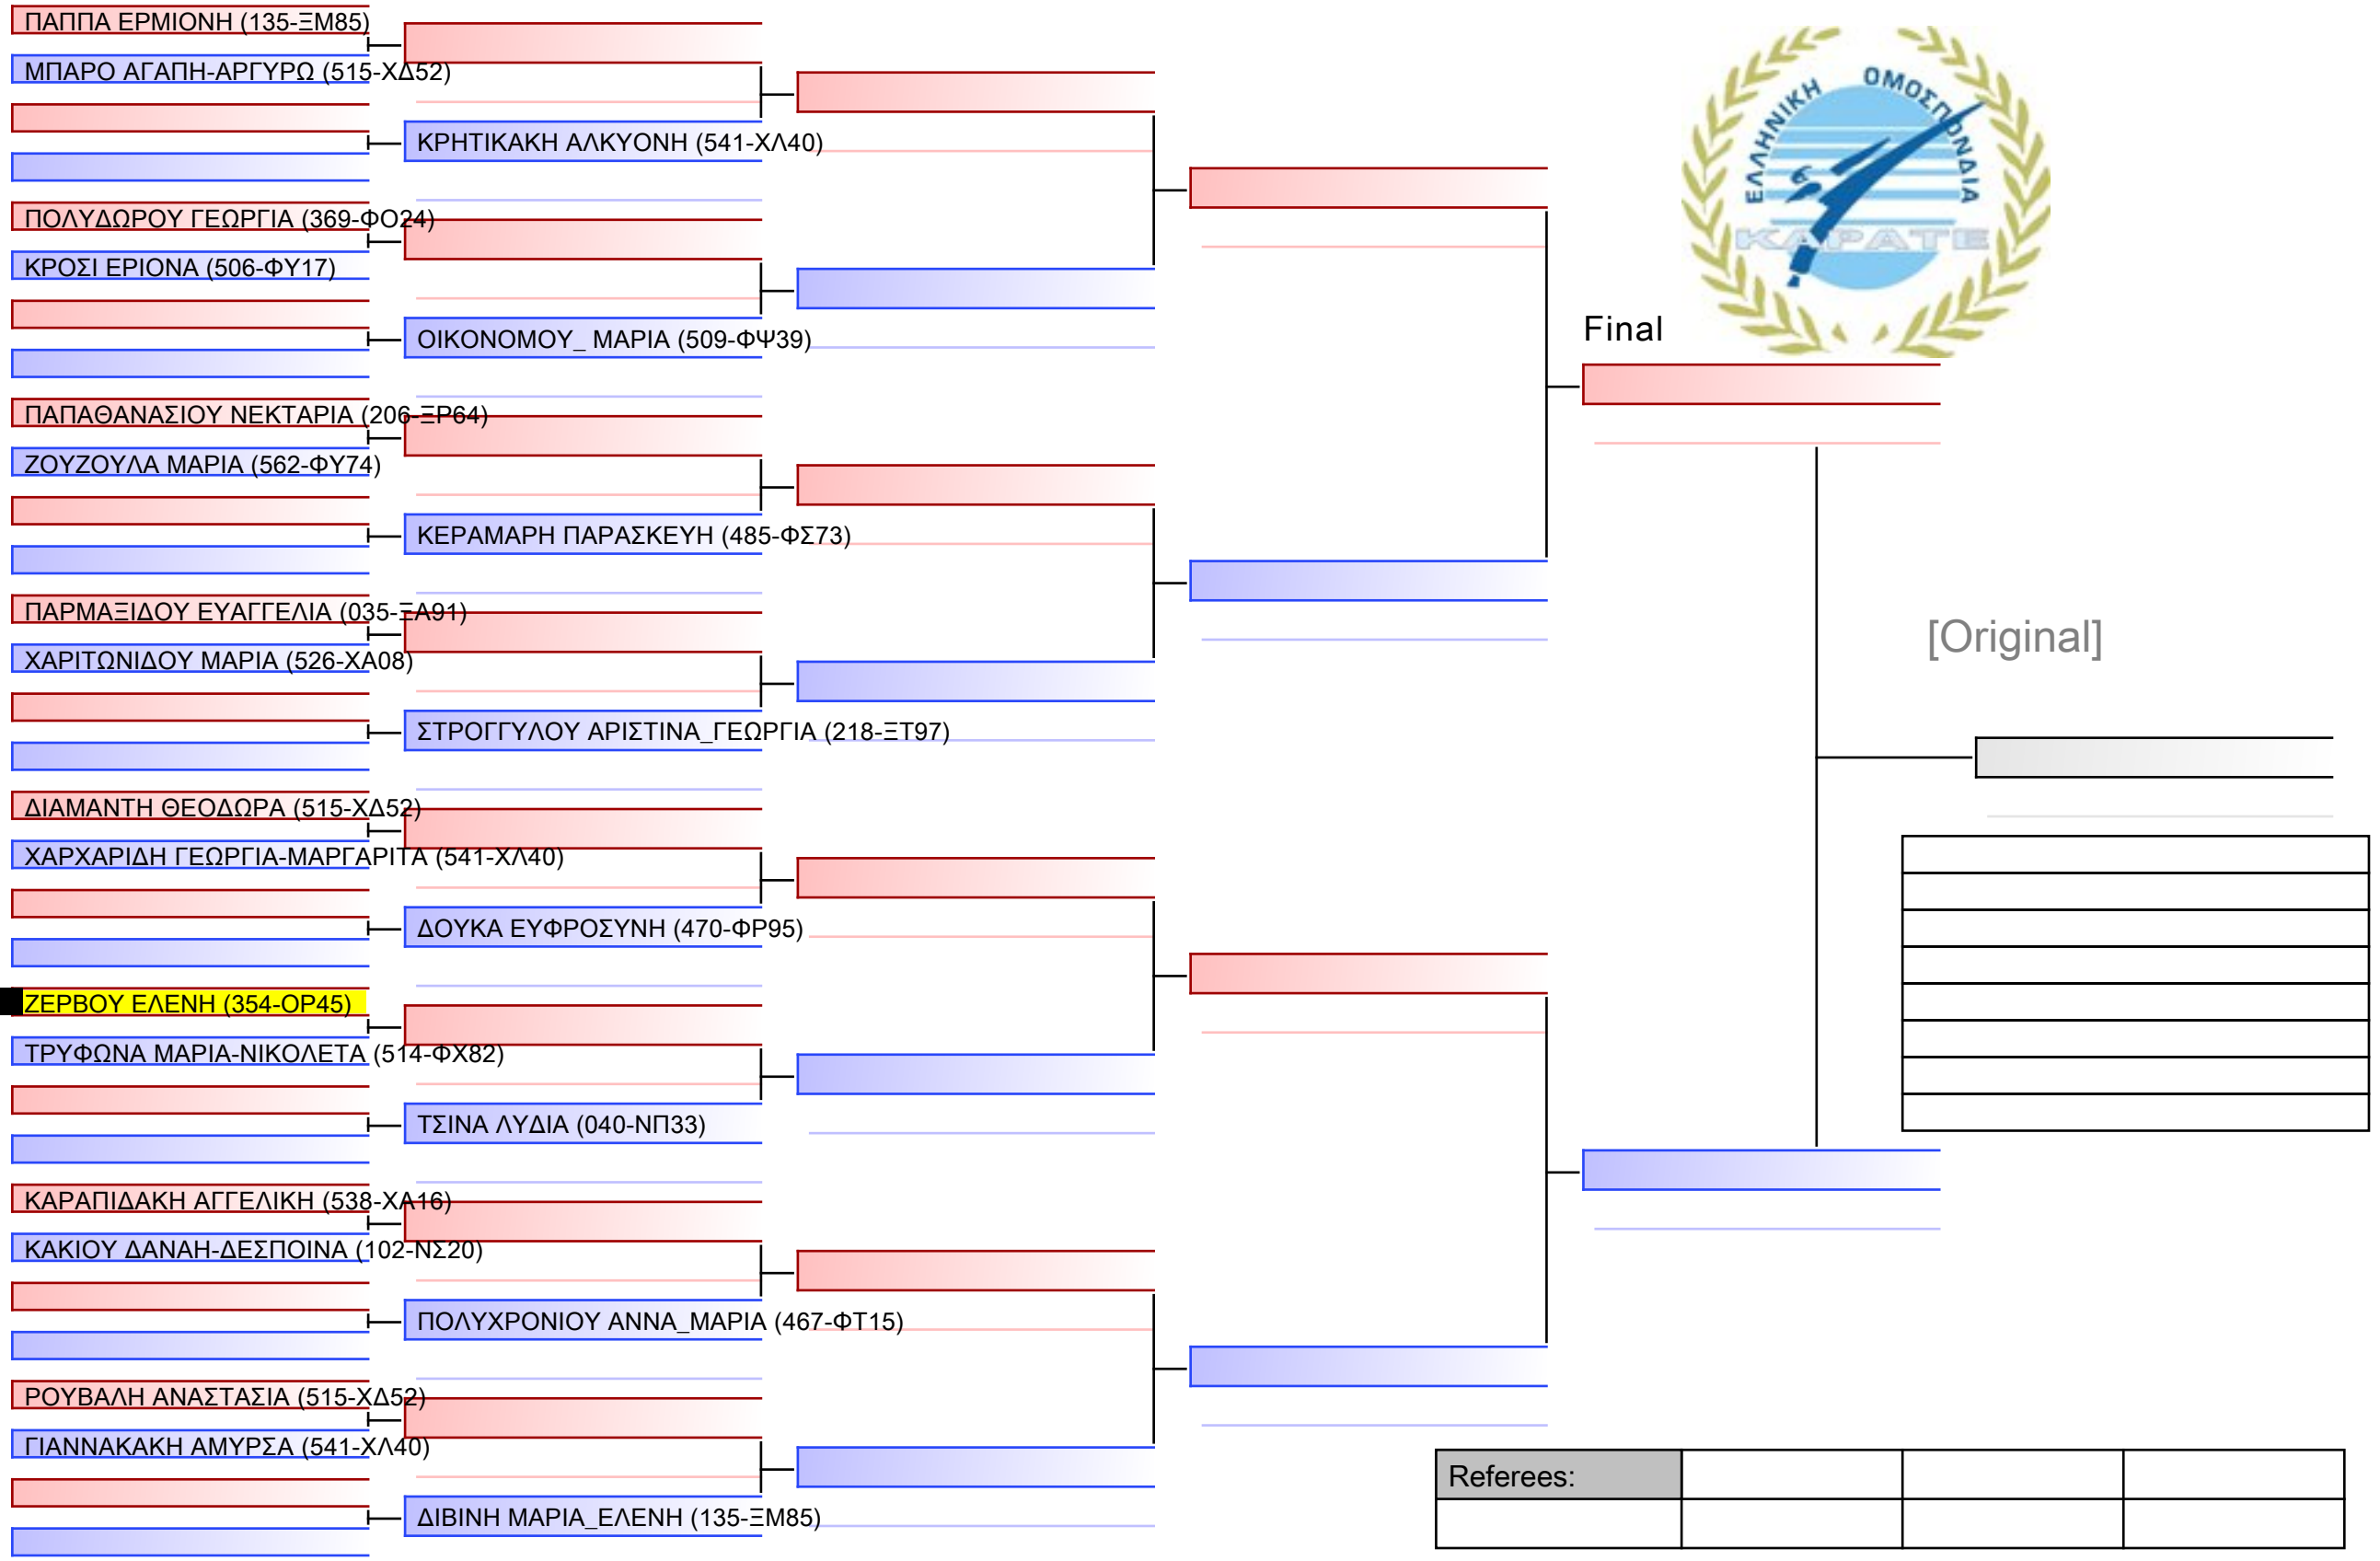 ΠΑΠΠΑ ΕΡΜΙΟΝΗ (135-ΞΜ85)
ΜΠΑΡΟ ΑΓΑΠΗ-ΑΡΓΥΡΩ (515-ΧΔ52)
ΚΡΗΤΙΚΑΚΗ ΑΛΚΥΟΝΗ (541-ΧΛ40)
ΠΟΛΥΔΩΡΟΥ ΓΕΩΡΓΙΑ (369-ΦΟ24)
ΚΡΟΣΙ ΕΡΙΟΝΑ (506-ΦΥ17)
ΟΙΚΟΝΟΜΟΥ_ ΜΑΡΙΑ (509-ΦΨ39)
ΠΑΠΑΘΑΝΑΣΙΟΥ ΝΕΚΤΑΡΙΑ (206-ΞΡ64)
ΖΟΥΖΟΥΛΑ ΜΑΡΙΑ (562-ΦΥ74)
ΚΕΡΑΜΑΡΗ ΠΑΡΑΣΚΕΥΗ (485-ΦΣ73)
ΠΑΡΜΑΞΙΔΟΥ ΕΥΑΓΓΕΛΙΑ (035-ΞΑ91)
ΧΑΡΙΤΩΝΙΔΟΥ ΜΑΡΙΑ (526-ΧΑ08)
ΣΤΡΟΓΓΥΛΟΥ ΑΡΙΣΤΙΝΑ_ΓΕΩΡΓΙΑ (218-ΞΤ97)
ΔΙΑΜΑΝΤΗ ΘΕΟΔΩΡΑ (515-ΧΔ52)
ΧΑΡΧΑΡΙΔΗ ΓΕΩΡΓΙΑ-ΜΑΡΓΑΡΙΤΑ (541-ΧΛ40)
ΔΟΥΚΑ ΕΥΦΡΟΣΥΝΗ (470-ΦΡ95)
ΖΕΡΒΟΥ ΕΛΕΝΗ (354-ΟΡ45)
ΤΡΥΦΩΝΑ ΜΑΡΙΑ-ΝΙΚΟΛΕΤΑ (514-ΦΧ82)
ΤΣΙΝΑ ΛΥΔΙΑ (040-ΝΠ33)
ΚΑΡΑΠΙΔΑΚΗ ΑΓΓΕΛΙΚΗ (538-ΧΑ16)
ΚΑΚΙΟΥ ΔΑΝΑΗ-ΔΕΣΠΟΙΝΑ (102-ΝΣ20)
ΠΟΛΥΧΡΟΝΙΟΥ ΑΝΝΑ_ΜΑΡΙΑ (467-ΦΤ15)
ΡΟΥΒΑΛΗ ΑΝΑΣΤΑΣΙΑ (515-ΧΔ52)
ΓΙΑΝΝΑΚΑΚΗ ΑΜΥΡΣΑ (541-ΧΛ40)
ΔΙΒΙΝΗ ΜΑΡΙΑ_ΕΛΕΝΗ (135-ΞΜ85)
ΕΛΛΗΝΙΚΗ ΟΜΟΣΠΟΝΔΙΑ
ΚΑΡΑΤΕ
Final
[Original]
Referees: